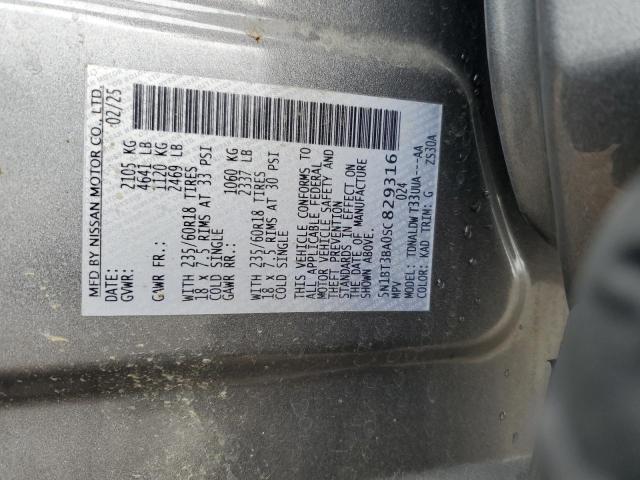 MFD BY NISSAN MOTOR CO., LTD.
DATE: 02/25
GVWR: 2105 KG
4641 LB
GAWR FR.: 1120 KG
2469 LB
WITH 235/60R18 TIRES
18 X 7.5 RIMS AT 33 PSI
COLD SINGLE
GAWR RR.: 1060 KG
2337 LB
WITH 235/60R18 TIRES
18 X 7.5 RIMS AT 30 PSI
COLD SINGLE
THIS VEHICLE CONFORMS TO
ALL APPLICABLE FEDERAL
MOTOR VEHICLE SAFETY AND
THEFT PREVENTION
STANDARDS IN EFFECT ON
THE DATE OF MANUFACTURE
SHOWN ABOVE.
5N1BT3BA0SC829316
MPV 024
MODEL: TDNALDW T33UUA----AA
COLOR: KAD TRIM: G ZS30A